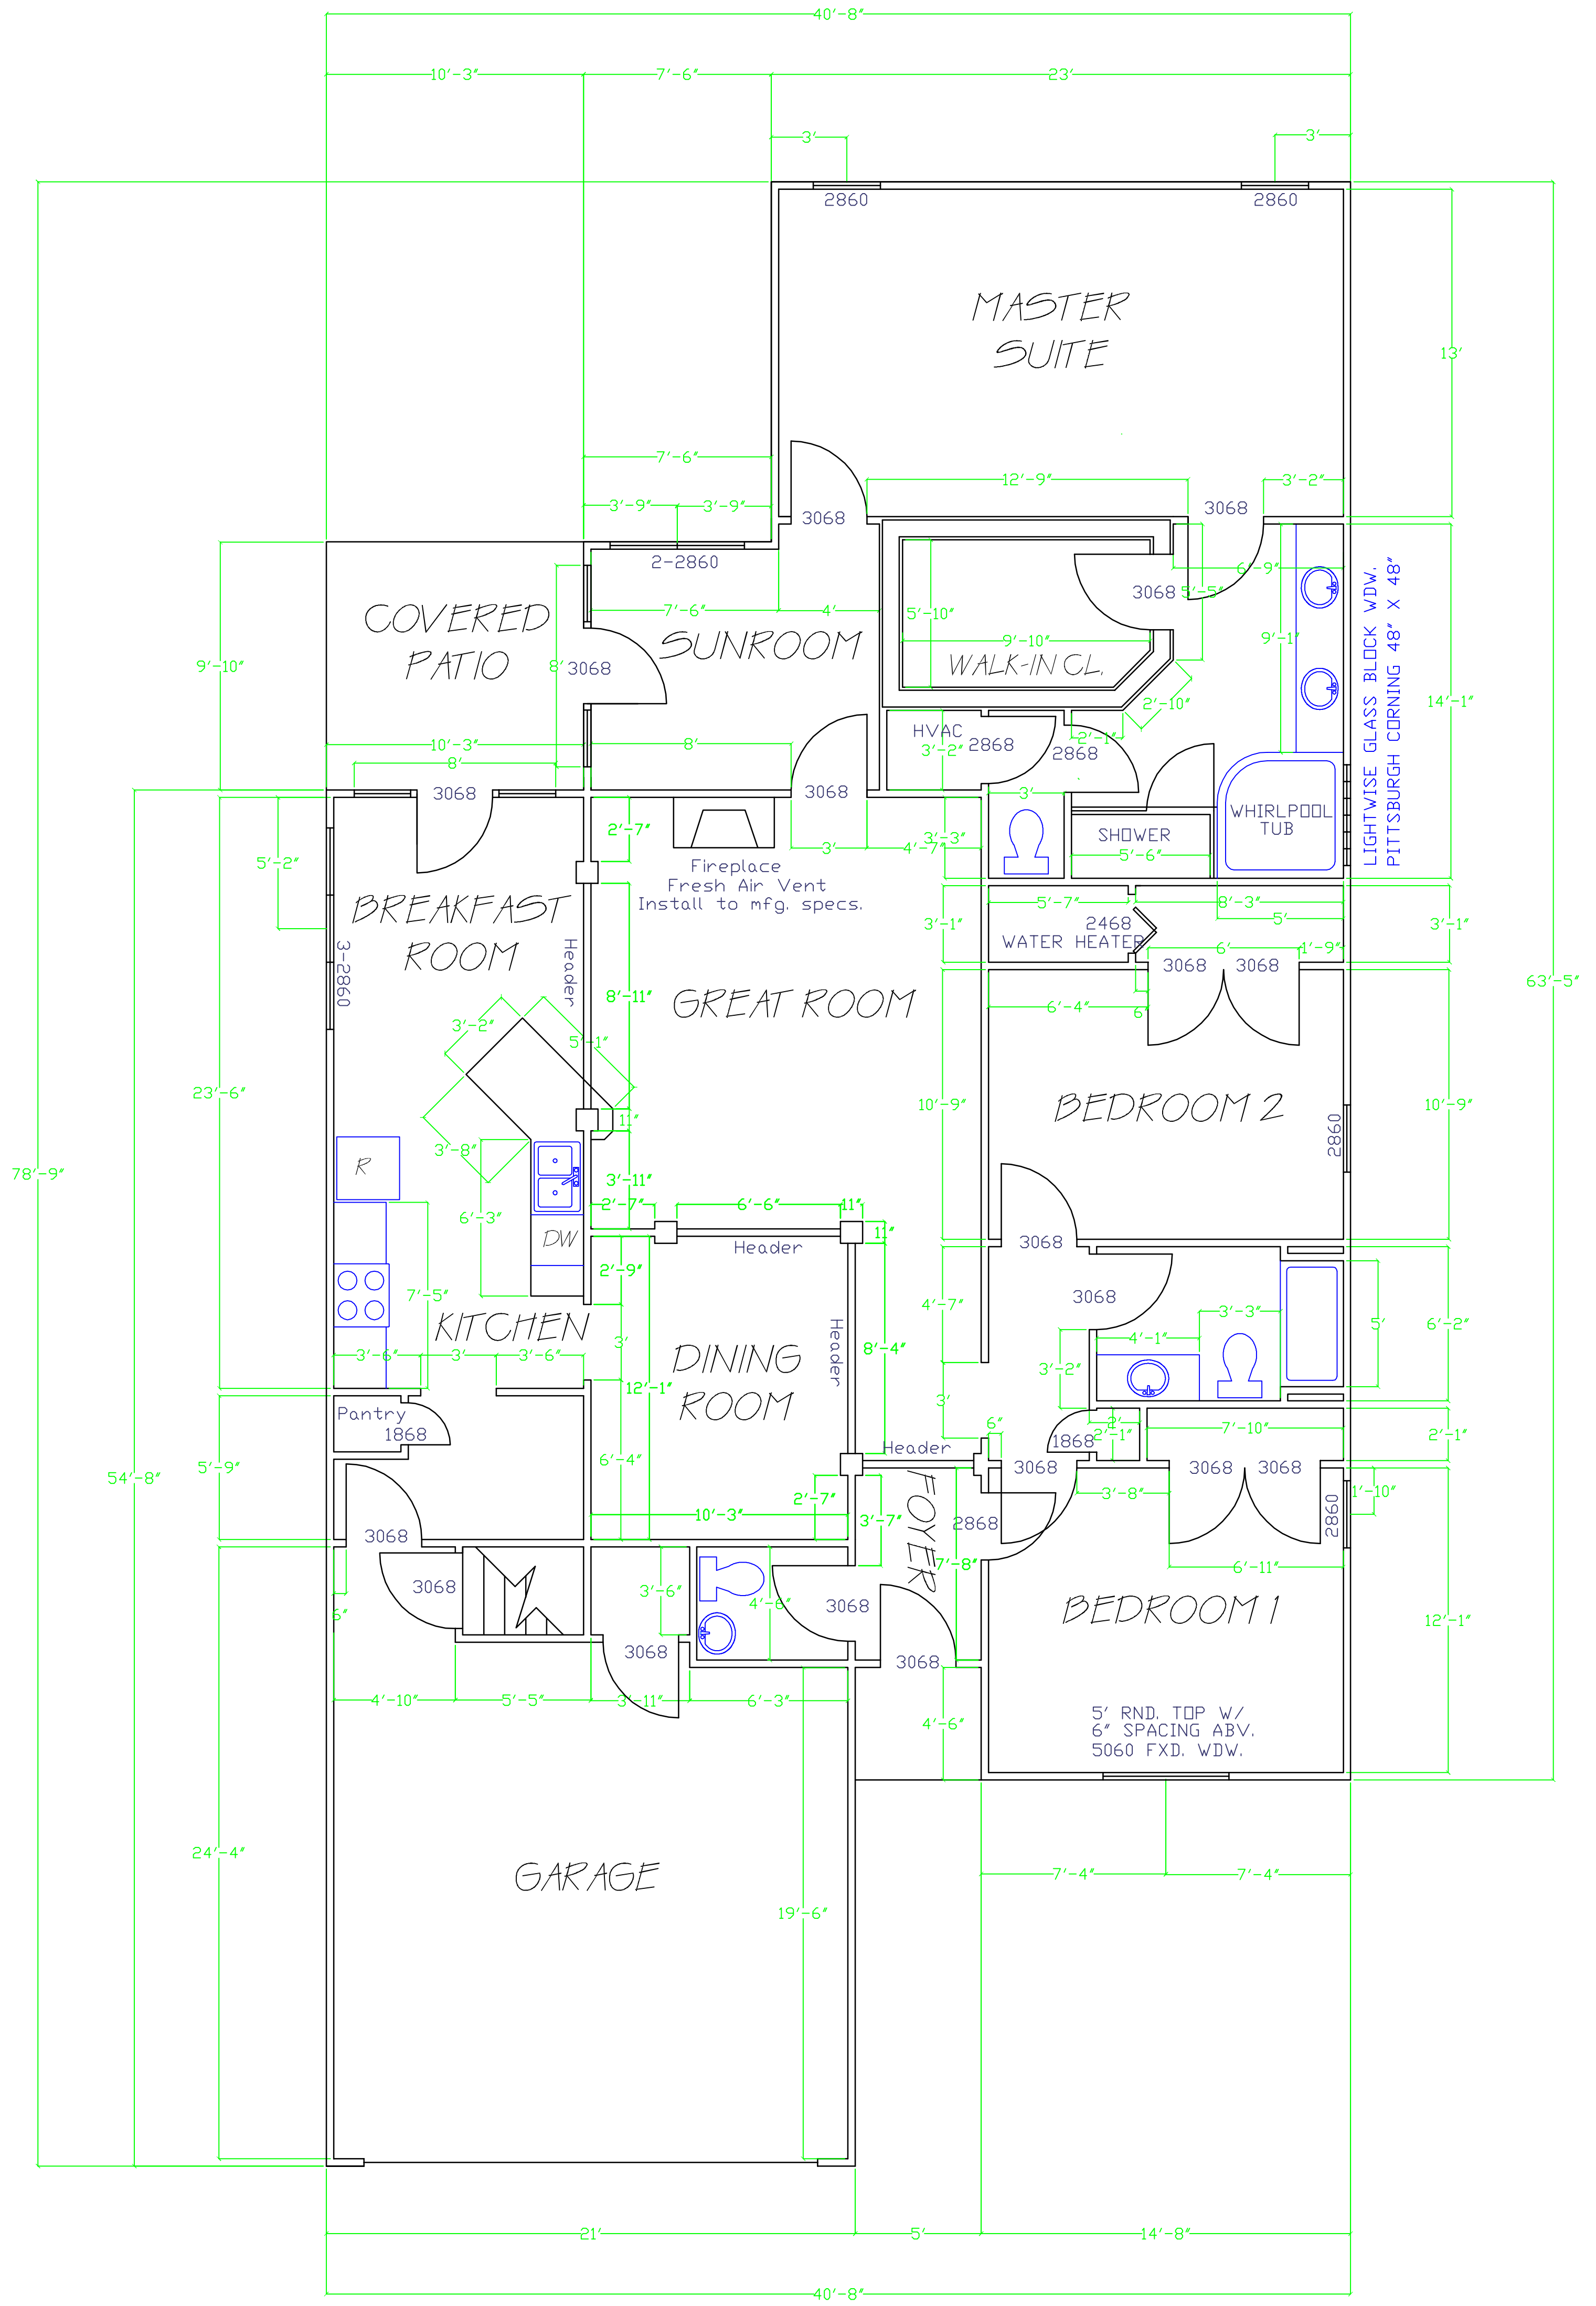 40'-8"
10'-3" 7'-6" 23'
3' 3'
2860 2860
MASTER
SUITE
13'
7'-6"
3'-9" 3'-9" 12'-9" 3'-2"
3068 3068
2-2860
6'-9"
COVERED
PATIO
8'
3068
9'-10"
10'-3"
8'
3068
7'-6" 4'
SUNROOM
8'
3068
5'-10"
9'-10"
WALK-IN CL.
3068
5'-5"
2'-10"
9'-1"
14'-1"
LIGHTWISE GLASS BLOCK WDW.
PITTSBURGH CORNING 48" X 48"
HVAC
3'-2"
2868
2'-1"
2868
3'
WHIRLPOOL
TUB
SHOWER
5'-6"
5'-2"
2'-7"
3' 4'-7"
3'-3"
Fireplace
Fresh Air Vent
Install to mfg. specs.
BREAKFAST
ROOM
Header
3-2860
5'-7" 8'-3"
5'
3'-1" 3'-1"
2468
WATER HEATER
6' 1'-9"
3068 3068
63'-5"
8'-11"
GREAT ROOM
6'-4" 6"
3'-2"
5'-1"
23'-6"
10'-9" 10'-9"
BEDROOM 2
2860
11"
3'-8"
R
78'-9"
3'-11"
2'-7" 6'-6" 11"
11"
6'-3"
DW
Header
3068
2'-9"
7'-5"
3068
4'-7"
KITCHEN
3'
3'-6" 3' 3'-6"
12'-1"
DINING
ROOM
Header
8'-4"
3'-3"
4'-1"
3'-2"
5'
6'-2"
3'
Pantry
1868
6"
2'
2'-1"
1868
7'-10"
2'-1"
Header
5'-9"
54'-8"
6'-4"
3068
3068 3068
3'-8"
1'-10"
2860
2'-7"
3'-7"
10'-3"
FOYER
2868
3068
7'-8"
6'-11"
3068
6"
3'-6"
4'-6"
3068
BEDROOM 1
12'-1"
3068
3068
4'-10" 5'-5" 3'-11" 6'-3"
4'-6"
5' RND. TOP W/
6" SPACING ABV.
5060 FXD. WDW.
24'-4"
GARAGE
19'-6"
7'-4" 7'-4"
21' 5' 14'-8"
40'-8"